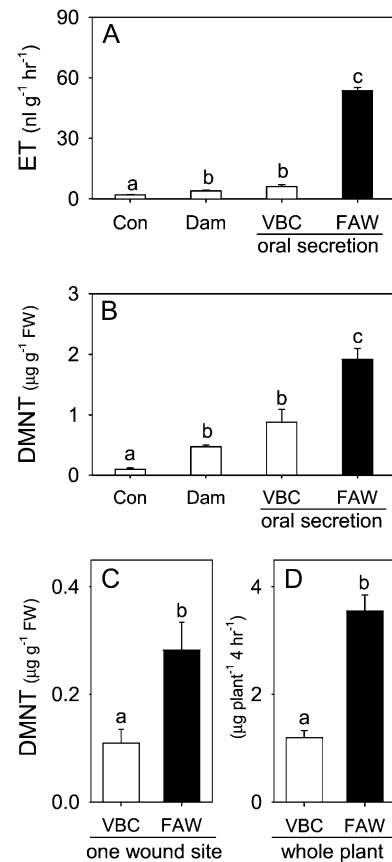 A
90
60
30
0
ET (nl g⁻¹ hr⁻¹)
a b b c
Con Dam VBC FAW
oral secretion
B
3
2
1
0
DMNT (µg g⁻¹ FW)
a b b c
Con Dam VBC FAW
oral secretion
C
0.4
0.2
0.0
DMNT (µg g⁻¹ FW)
a b
VBC FAW
one wound site
D
4
2
0
(µg plant⁻¹ 4 hr⁻¹)
a b
VBC FAW
whole plant